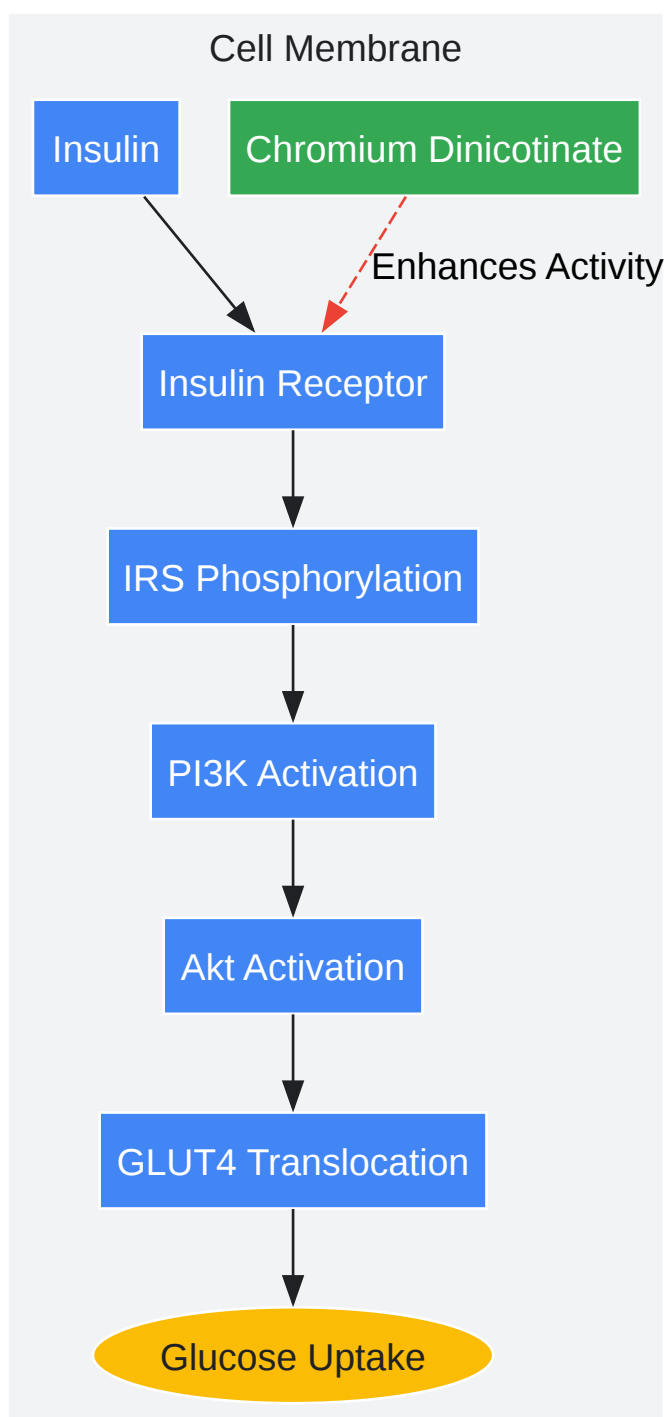 Cell Membrane
Insulin
Chromium Dinicotinate
Enhances Activity
Insulin Receptor
IRS Phosphorylation
PI3K Activation
Akt Activation
GLUT4 Translocation
Glucose Uptake